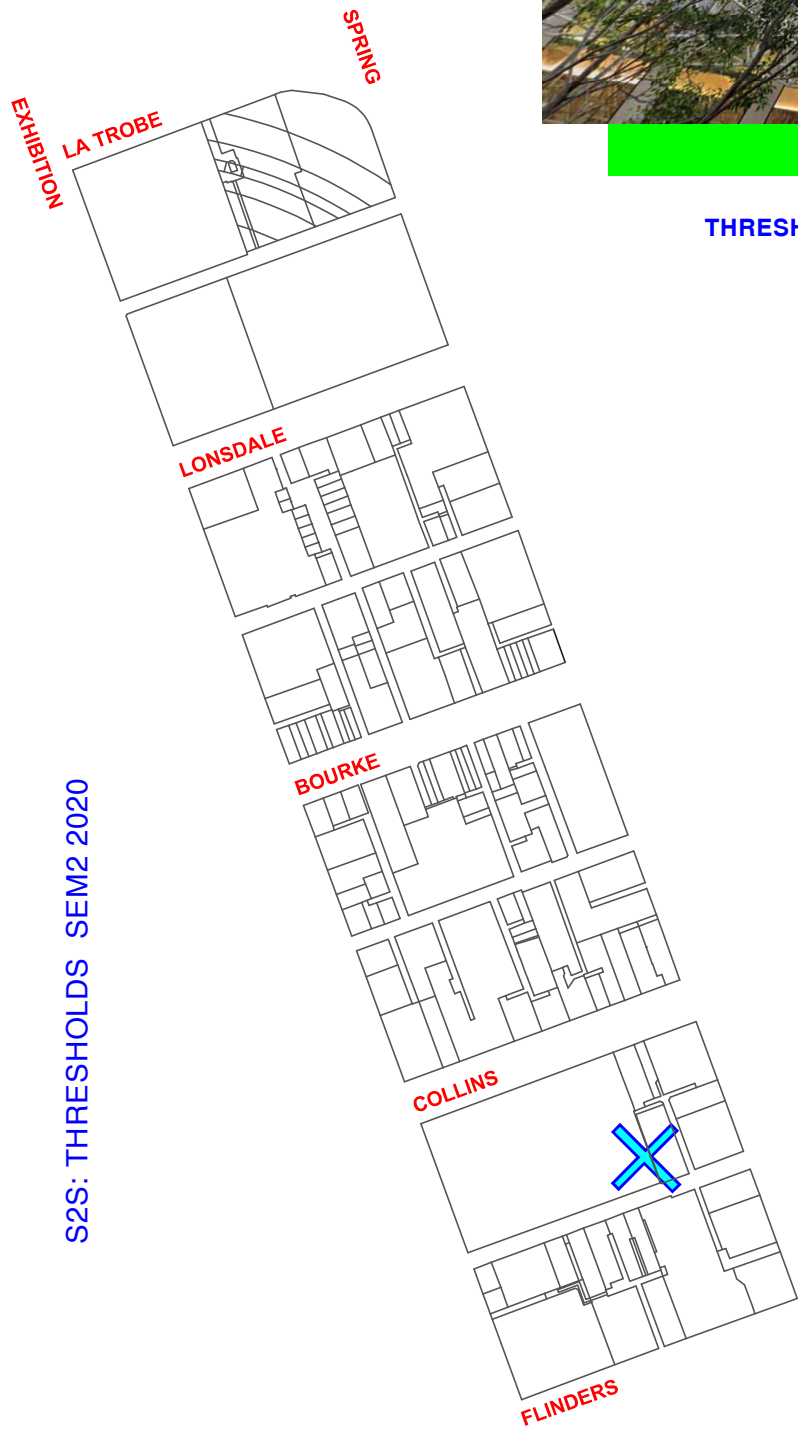 SPRING
EXHIBITION
LA TROBE
THRESH
LONSDALE
BOURKE
S2S: THRESHOLDS SEM2 2020
COLLINS
FLINDERS